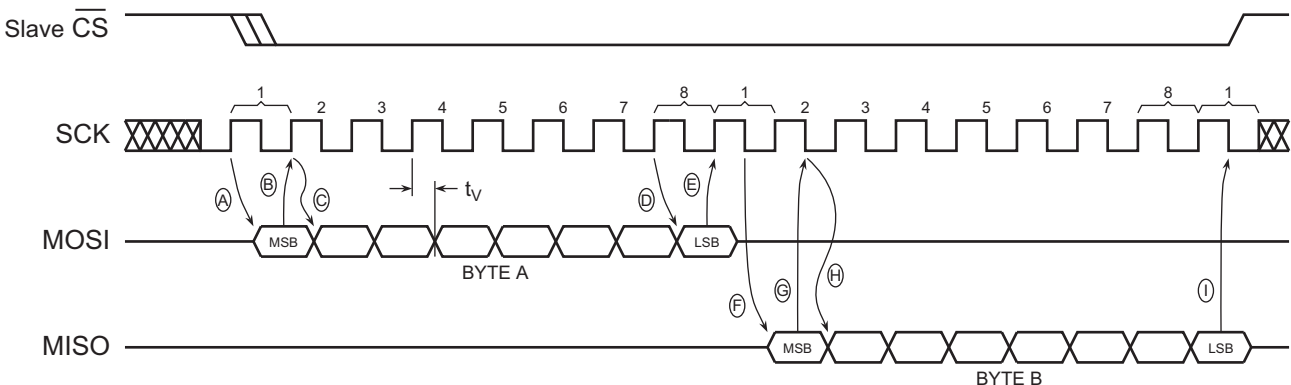 Slave CS
1 2 3 4 5 6 7 8 1 2 3 4 5 6 7 8 1
SCK
A B C tV D E F G H I
MOSI MSB LSB
BYTE A
MISO MSB LSB
BYTE B